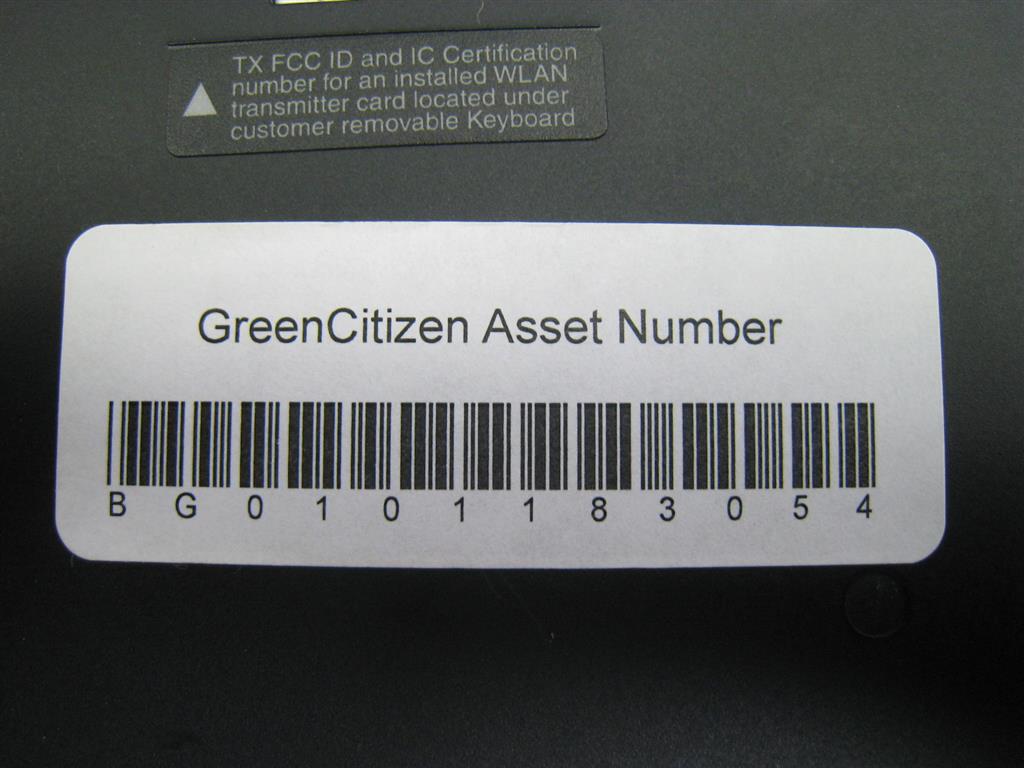 TX FCC ID and IC Certification
number for an installed WLAN
transmitter card located under
customer removable Keyboard
GreenCitizen Asset Number
B G 0 1 0 1 1 8 3 0 5 4